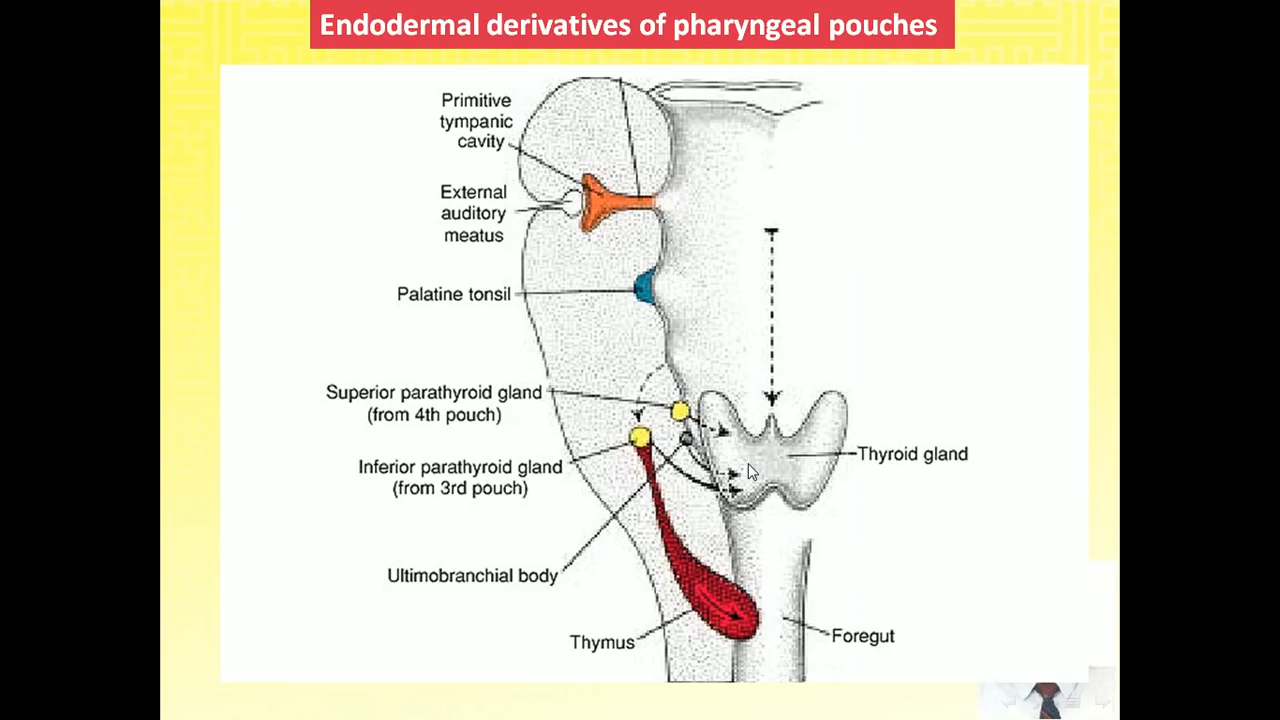 Endodermal derivatives of pharyngeal pouches
Primitive
tympanic
cavity
External
auditory
meatus
Palatine tonsil
Superior parathyroid gland
(from 4th pouch)
Inferior parathyroid gland
(from 3rd pouch)
Thyroid gland
Ultimobranchial body
Thymus
Foregut